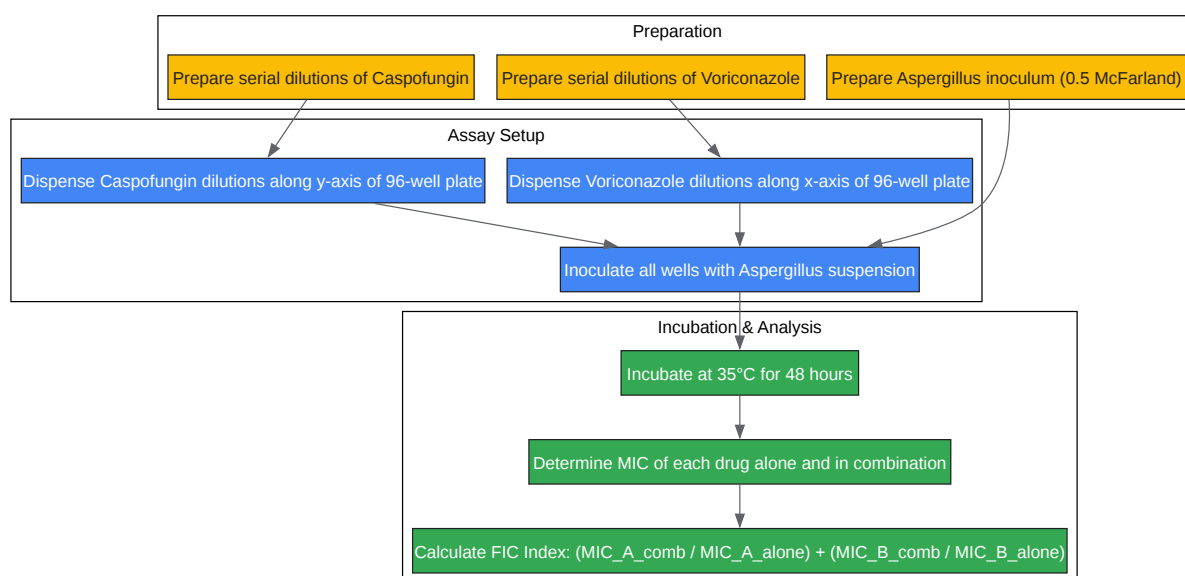 Preparation
Prepare serial dilutions of Caspofungin
Prepare serial dilutions of Voriconazole
Prepare Aspergillus inoculum (0.5 McFarland)
Assay Setup
Dispense Caspofungin dilutions along y-axis of 96-well plate
Dispense Voriconazole dilutions along x-axis of 96-well plate
Inoculate all wells with Aspergillus suspension
Incubation & Analysis
Incubate at 35°C for 48 hours
Determine MIC of each drug alone and in combination
Calculate FIC Index: (MIC_A_comb / MIC_A_alone) + (MIC_B_comb / MIC_B_alone)